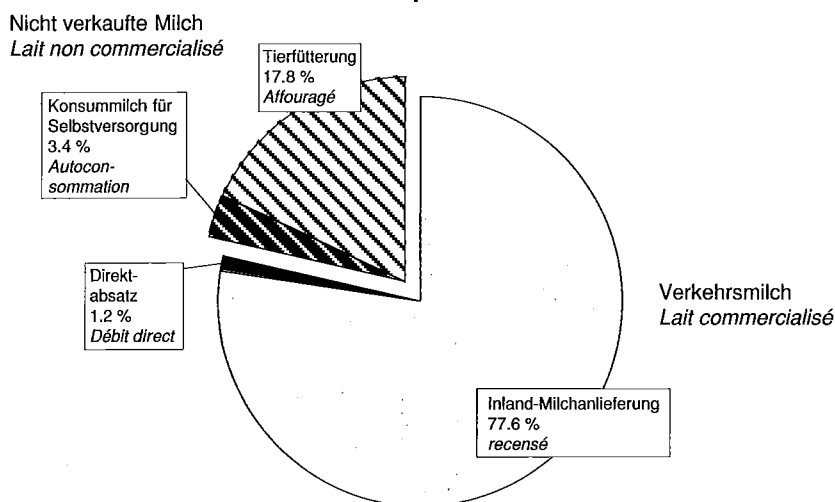 Nicht verkaufte Milch
Lait non commercialisé
Tierfütterung
17.8 %
Affouragé
Konsummilch für
Selbstversorgung
3.4 %
Autocon-
sommation
Direkt-
absatz
1.2 %
Débit direct
Verkehrsmilch
Lait commercialisé
Inland-Milchanlieferung
77.6 %
recensé